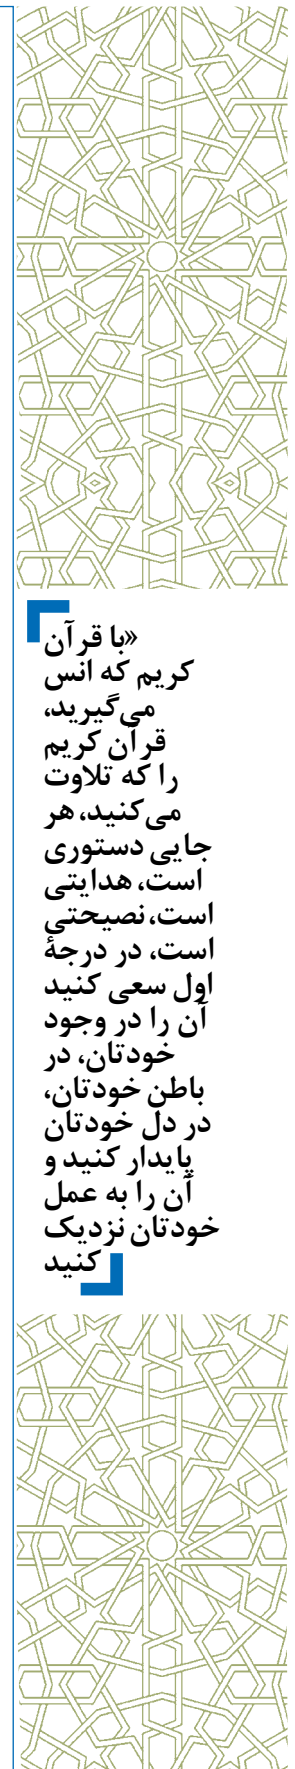 «با قرآن
کریم که انس
می‌گیرید،
قرآن کریم
را که تلاوت
می‌کنید، هر
جایی دستوری
است، هدایتی
است، نصیحتی
است، در درجهٔ
اول سعی کنید
آن را در وجود
خودتان، در
باطن خودتان،
در دل خودتان
پایدار کنید و
آن را به عمل
خودتان نزدیک
کنید